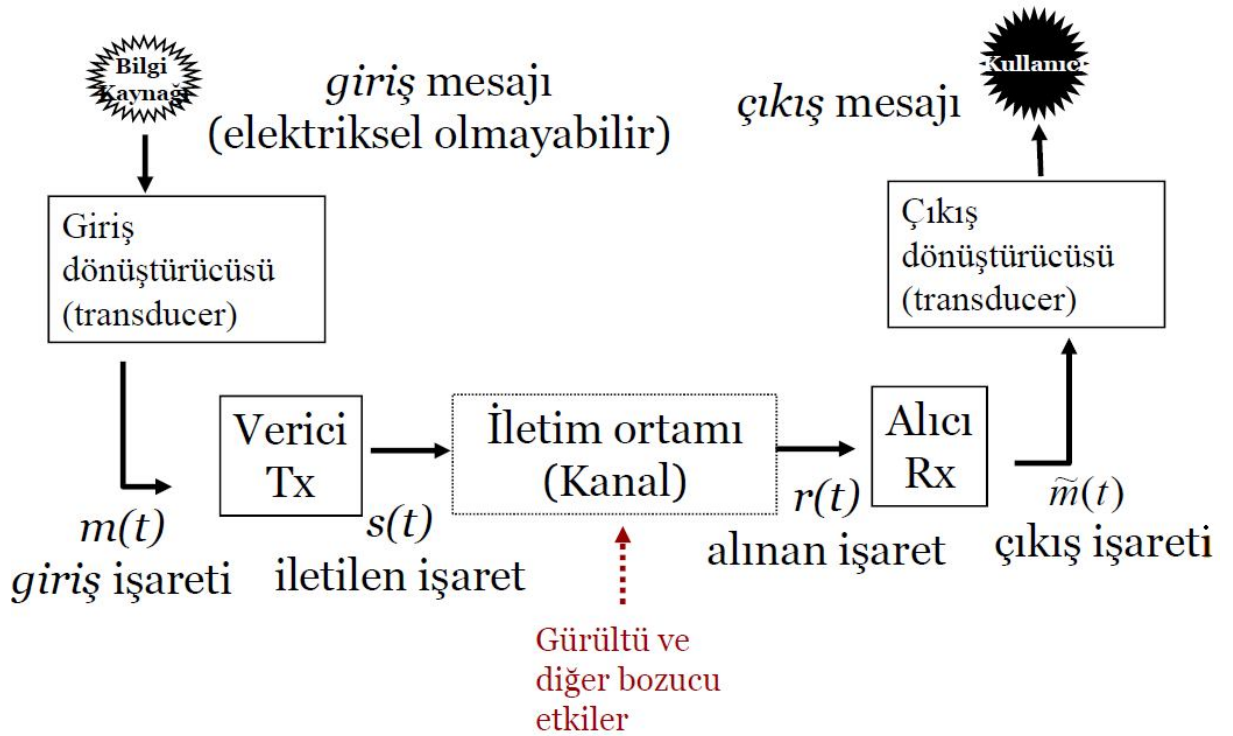 Bilgi
Kaynağı
giriş mesajı
(elektriksel olmayabilir)
çıkış mesajı
Kullanıcı
Giriş
dönüştürücüsü
(transducer)
Çıkış
dönüştürücüsü
(transducer)
Verici
Tx
İletim ortamı
(Kanal)
Alıcı
Rx
m(t)
giriş işareti
s(t)
iletilen işaret
r(t)
alınan işaret
m̃(t)
çıkış işareti
Gürültü ve
diğer bozucu
etkiler